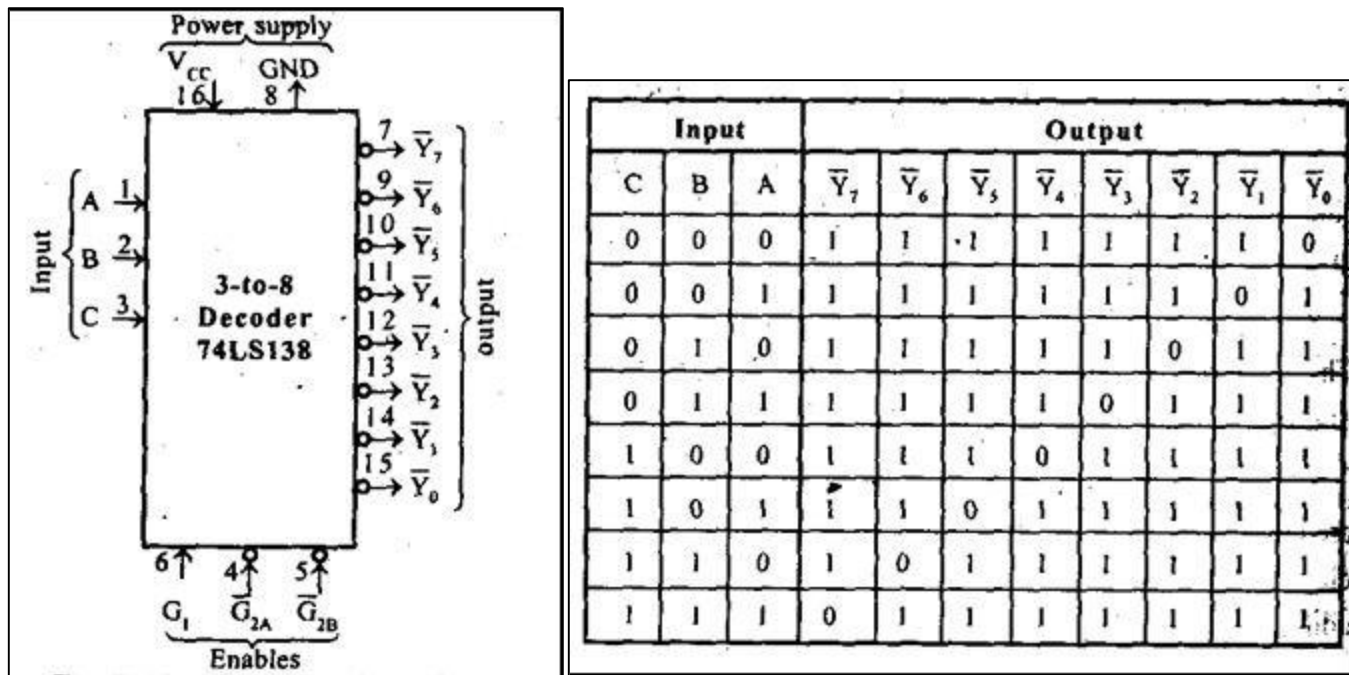 Power supply
V_CC GND
16 8
7 Ȳ7
9 Ȳ6
A 1
10 Ȳ5
B 2
11 Ȳ4
C 3
12 Ȳ3
13 Ȳ2
14 Ȳ1
15 Ȳ0
Input
3-to-8
Decoder
74LS138
output
6 4 5
G1 Ḡ2A Ḡ2B
Enables
Input Output
C B A Ȳ7 Ȳ6 Ȳ5 Ȳ4 Ȳ3 Ȳ2 Ȳ1 Ȳ0
0 0 0 1 1 1 1 1 1 1 0
0 0 1 1 1 1 1 1 1 0 1
0 1 0 1 1 1 1 1 0 1 1
0 1 1 1 1 1 1 0 1 1 1
1 0 0 1 1 1 0 1 1 1 1
1 0 1 1 1 0 1 1 1 1 1
1 1 0 1 0 1 1 1 1 1 1
1 1 1 0 1 1 1 1 1 1 1